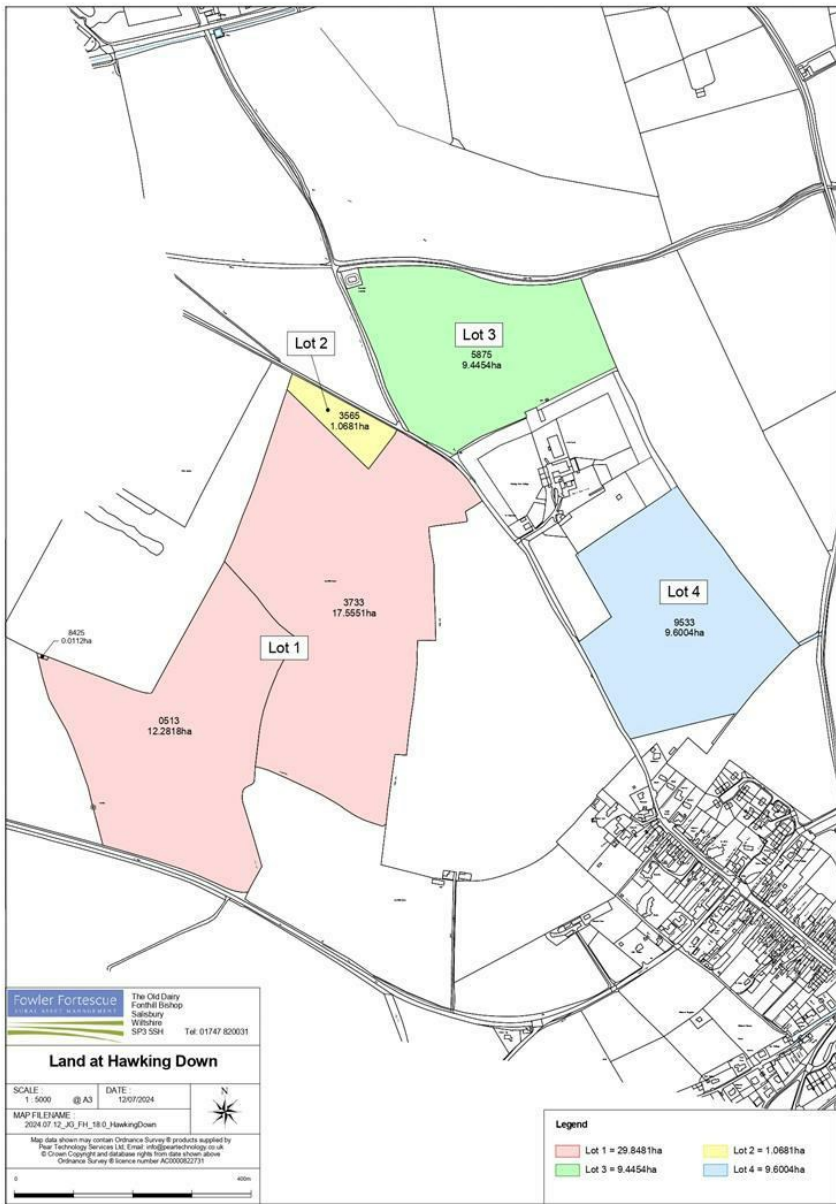 Lot 3
5875
9.4454ha
Lot 2
3565
1.0681ha
Lot 4
9533
9.6004ha
3733
17.5551ha
Lot 1
8425
0.0112ha
0513
12.2818ha
Fowler Fortescue
RURAL ASSET MANAGEMENT
The Old Dairy
Fonthill Bishop
Salisbury
Wiltshire
SP3 5SH Tel: 01747 820031
Land at Hawking Down
SCALE :
1 : 5000 @ A3
DATE :
12/07/2024
N
MAP FILENAME :
2024.07.12_JG_FH_18.0_HawkingDown
Map data shown may contain Ordnance Survey ® products supplied by
Pear Technology Services Ltd; Email: info@peartechnology.co.uk
© Crown Copyright and database rights from date shown above
Ordnance Survey ® licence number AC0000822731
0 400m
Legend
Lot 1 = 29.8481ha
Lot 2 = 1.0681ha
Lot 3 = 9.4454ha
Lot 4 = 9.6004ha